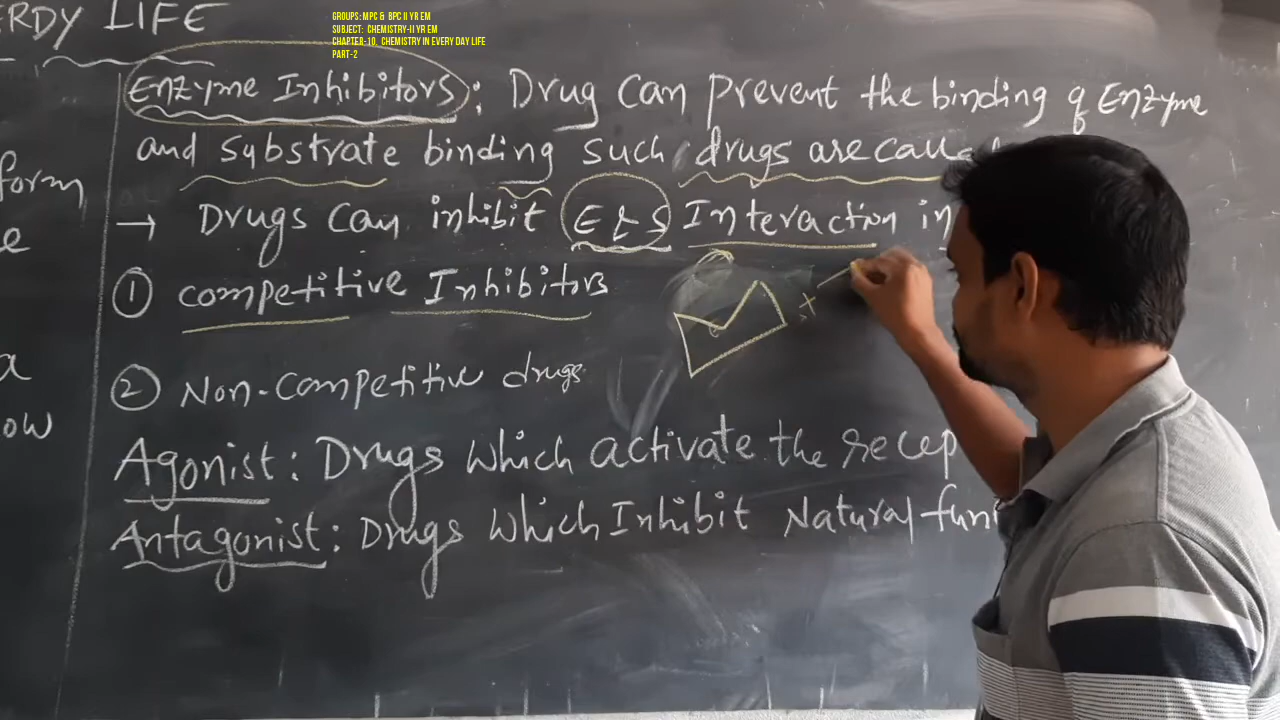 GROUPS: MPC & BPC II YR EM
SUBJECT: CHEMISTRY-II YR EM
CHAPTER-10, CHEMISTRY IN EVERY DAY LIFE
PART-2
ERDY LIFE
Enzyme Inhibitors: Drug can prevent the binding of Enzyme
and substrate binding such drugs are calle
→ Drugs can inhibit E & S Interaction in
① competitive Inhibitors
② Non-competitive drugs
Agonist: Drugs which activate the recep
Antagonist: Drugs which Inhibit Natural fun
form
e
a
ow
+